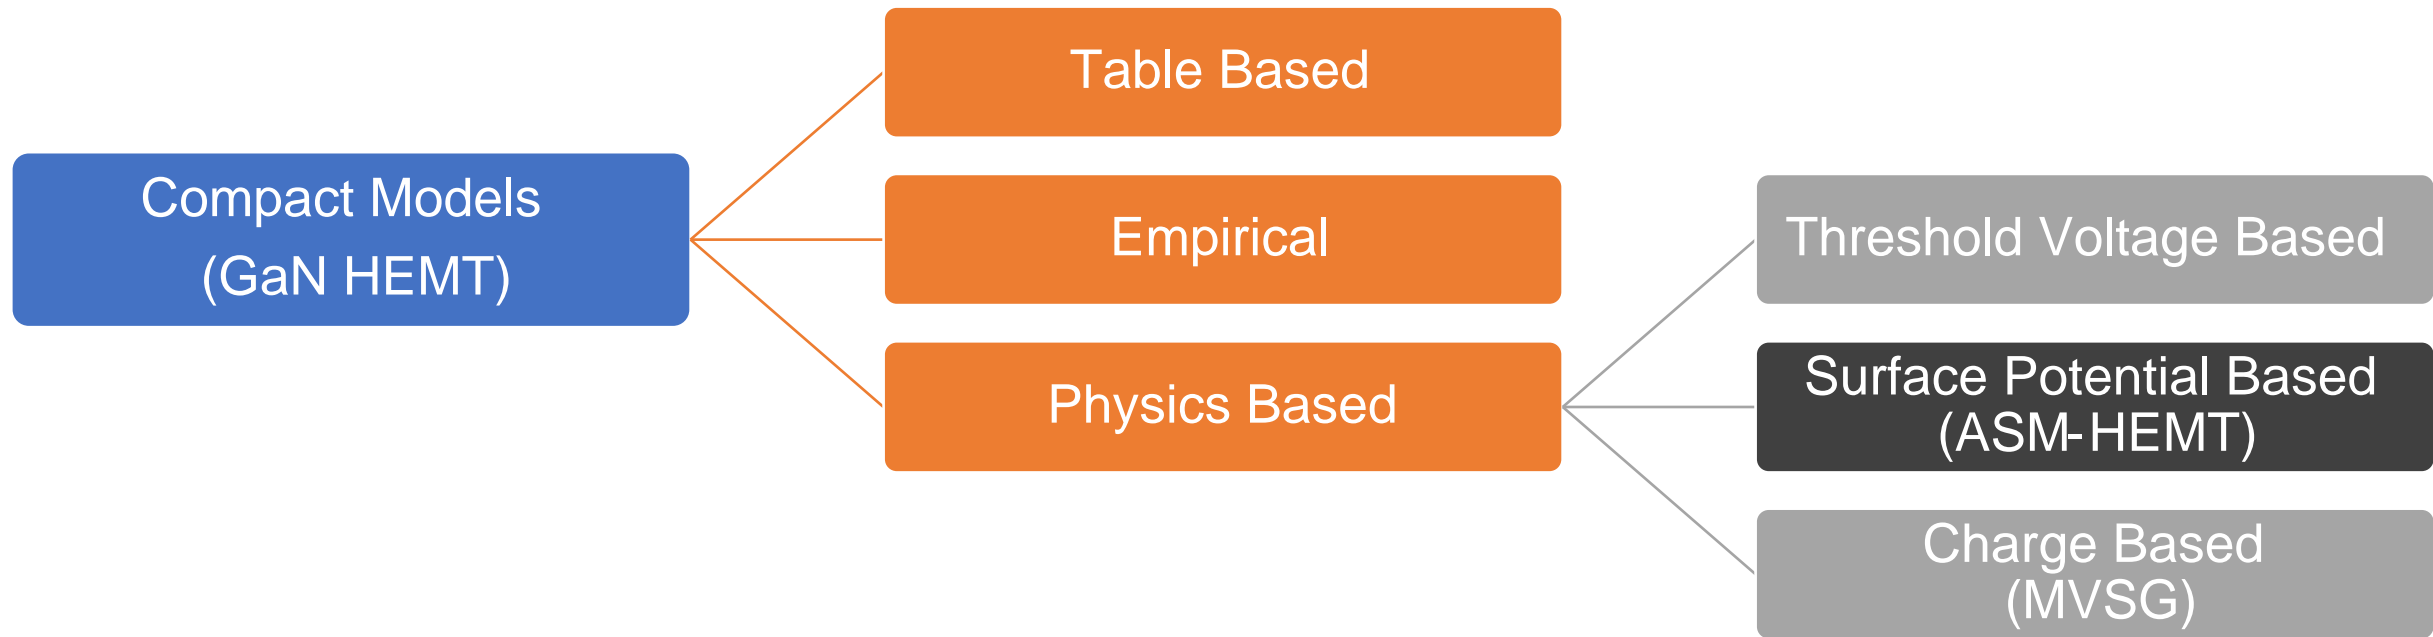 Compact Models
(GaN HEMT)
Table Based
Empirical
Physics Based
Threshold Voltage Based
Surface Potential Based
(ASM-HEMT)
Charge Based
(MVSG)